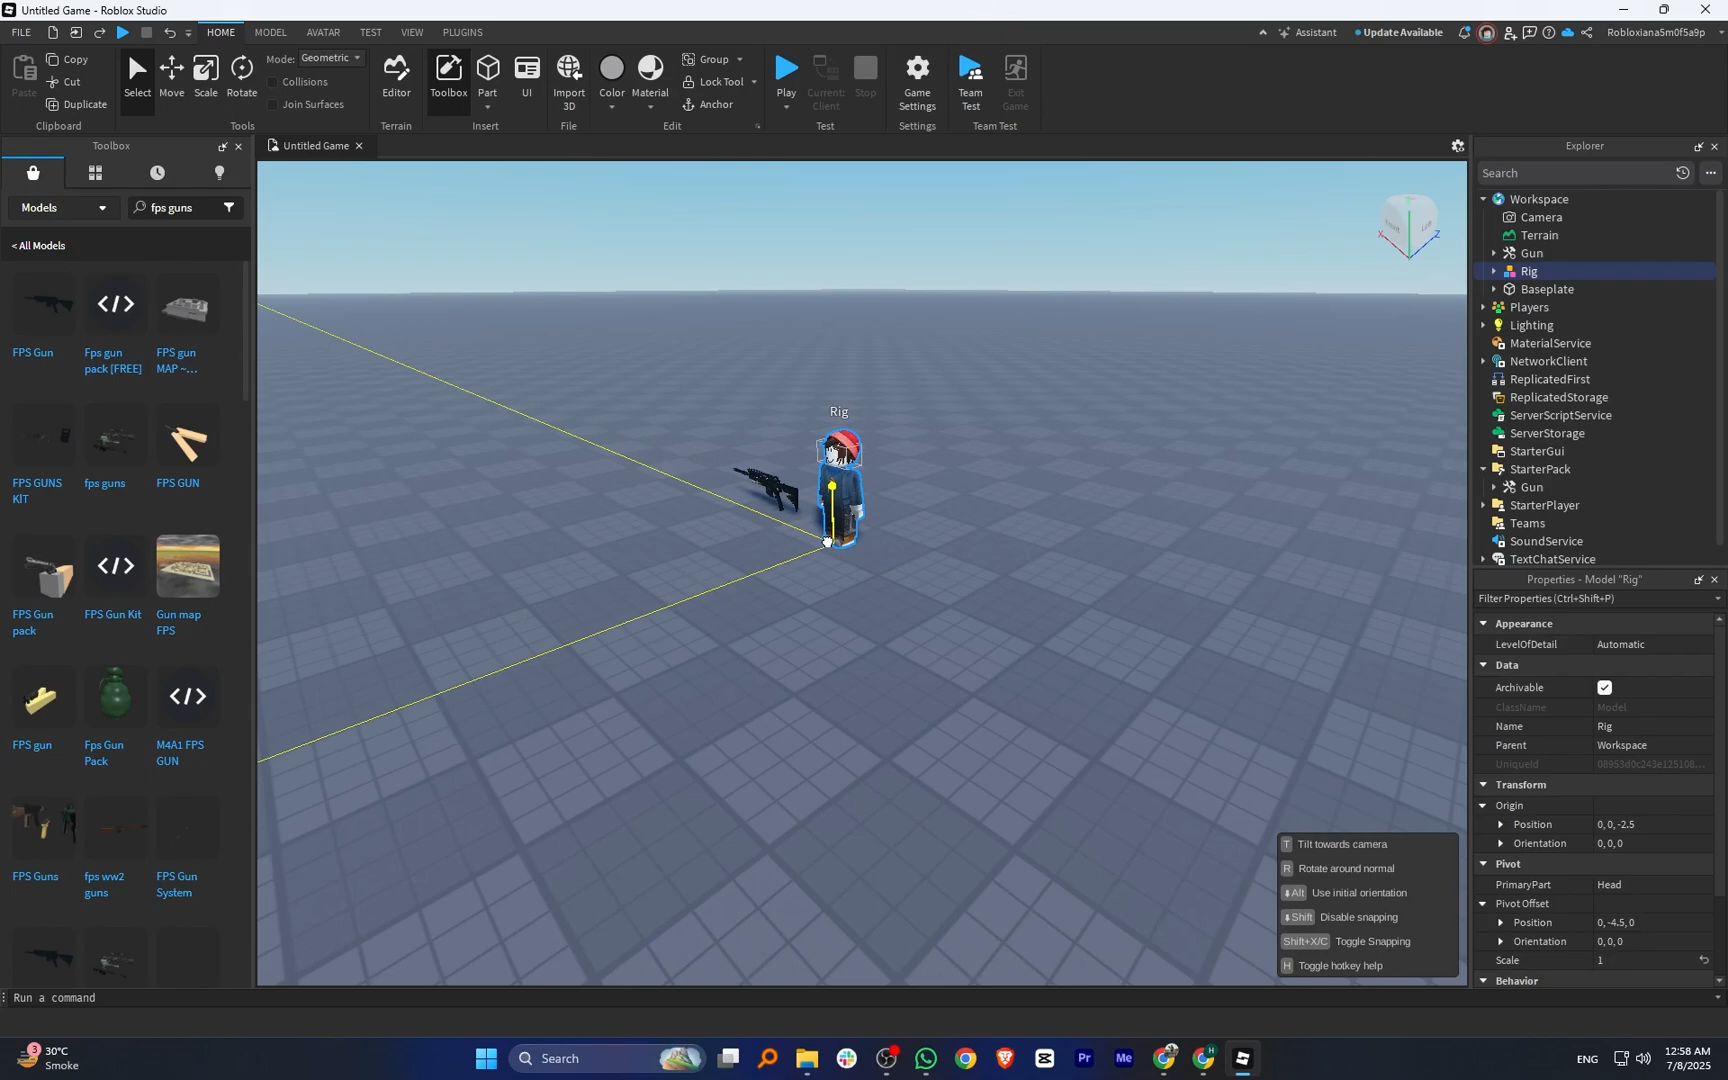 Untitled Game - Roblox Studio
FILE HOME MODEL AVATAR TEST VIEW PLUGINS Assistant Update Available Robloxiana5m0f5a9p
Paste Copy Cut Duplicate Clipboard
Select Move Scale Rotate Mode: Geometric Collisions Join Surfaces Tools
Editor Terrain
Toolbox Part UI Insert
Import 3D File
Color Material Group Lock Tool Anchor Edit
Play Current: Client Stop Test
Game Settings Settings
Team Test Exit Game Team Test
Toolbox
Models fps guns
< All Models
FPS Gun Fps gun pack [FREE] FPS gun MAP ~...
FPS GUNS KIT fps guns FPS GUN
FPS Gun pack FPS Gun Kit Gun map FPS
FPS gun Fps Gun Pack M4A1 FPS GUN
FPS Guns fps ww2 guns FPS Gun System
Untitled Game
Rig
X Z
T Tilt towards camera
R Rotate around normal
Alt Use initial orientation
Shift Disable snapping
Shift+X/C Toggle Snapping
H Toggle hotkey help
Explorer
Search
Workspace
Camera
Terrain
Gun
Rig
Baseplate
Players
Lighting
MaterialService
NetworkClient
ReplicatedFirst
ReplicatedStorage
ServerScriptService
ServerStorage
StarterGui
StarterPack
Gun
StarterPlayer
Teams
SoundService
TextChatService
Properties - Model "Rig"
Filter Properties (Ctrl+Shift+P)
Appearance
LevelOfDetail Automatic
Data
Archivable
ClassName Model
Name Rig
Parent Workspace
UniqueId 08953d0c243e125108...
Transform
Origin
Position 0, 0, -2.5
Orientation 0, 0, 0
Pivot
PrimaryPart Head
Pivot Offset
Position 0, -4.5, 0
Orientation 0, 0, 0
Scale 1
Behavior
Run a command
3 30°C
Smoke
Search
Pr Me
ENG 12:58 AM
7/8/2025